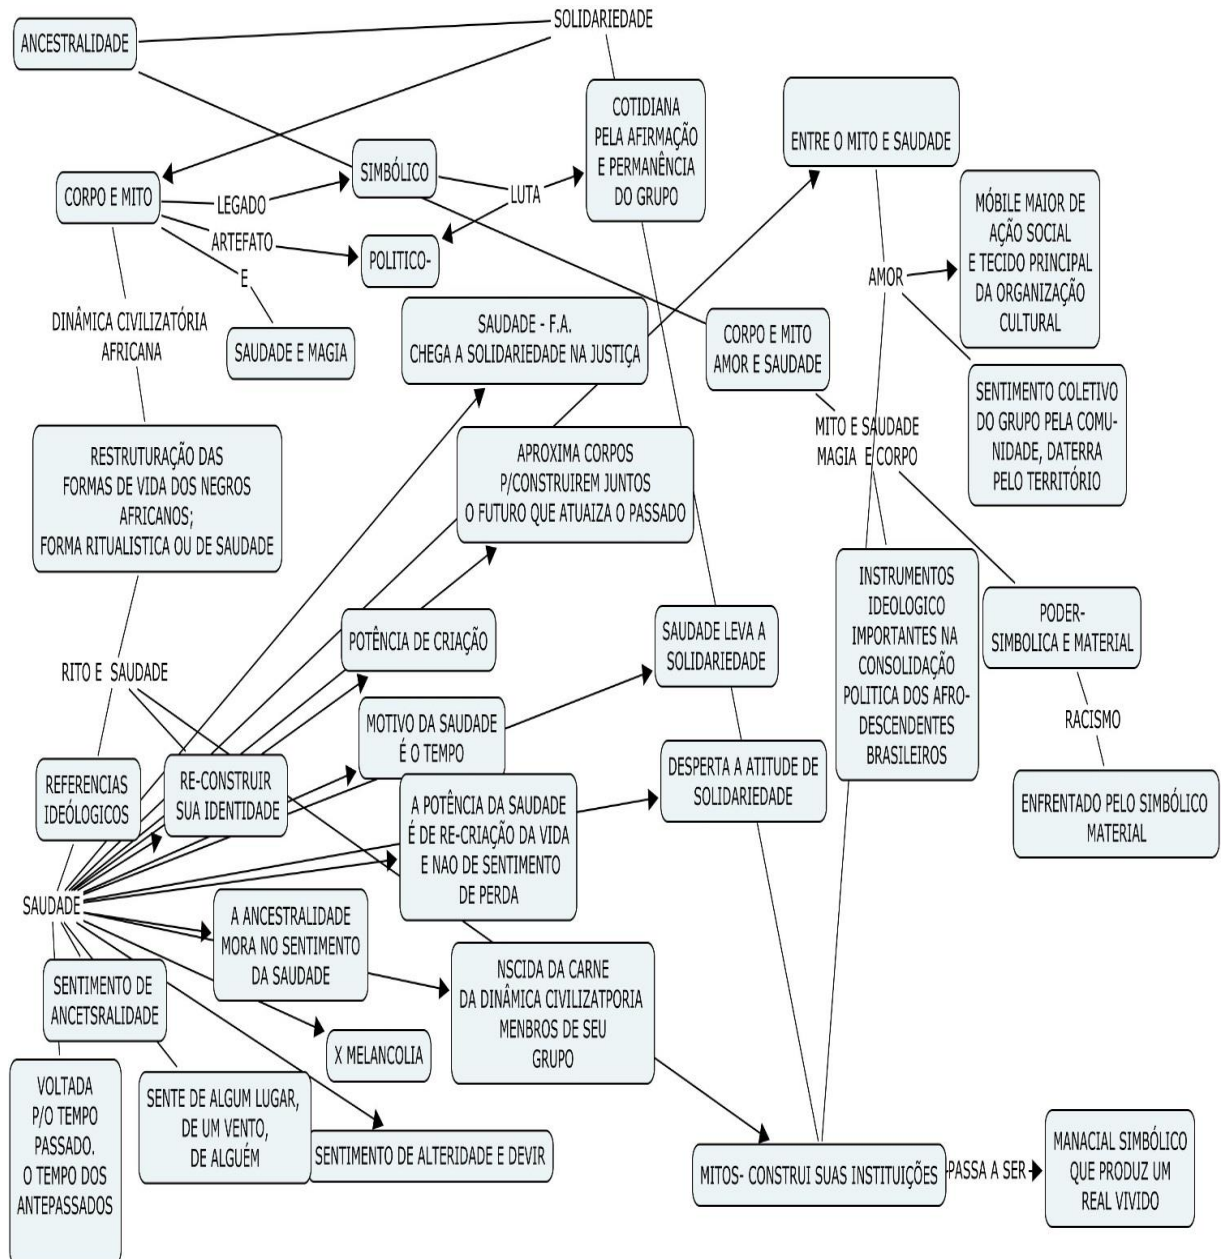 SOLIDARIEDADE
ANCESTRALIDADE
COTIDIANA
PELA AFIRMAÇÃO
E PERMANÊNCIA
DO GRUPO
ENTRE O MITO E SAUDADE
SIMBÓLICO
CORPO E MITO
LEGADO
LUTA
MÓBILE MAIOR DE
AÇÃO SOCIAL
E TECIDO PRINCIPAL
DA ORGANIZAÇÃO
CULTURAL
ARTEFATO
POLITICO-
E
AMOR
DINÂMICA CIVILIZATÓRIA
AFRICANA
SAUDADE E MAGIA
SAUDADE - F.A.
CHEGA A SOLIDARIEDADE NA JUSTIÇA
CORPO E MITO
AMOR E SAUDADE
SENTIMENTO COLETIVO
DO GRUPO PELA COMU-
NIDADE, DATERRA
PELO TERRITÓRIO
MITO E SAUDADE
MAGIA E CORPO
RESTRUTURAÇÃO DAS
FORMAS DE VIDA DOS NEGROS
AFRICANOS;
FORMA RITUALISTICA OU DE SAUDADE
APROXIMA CORPOS
P/CONSTRUIREM JUNTOS
O FUTURO QUE ATUAIZA O PASSADO
INSTRUMENTOS
IDEOLOGICO
IMPORTANTES NA
CONSOLIDAÇÃO
POLITICA DOS AFRO-
DESCENDENTES
BRASILEIROS
PODER-
SIMBOLICA E MATERIAL
POTÊNCIA DE CRIAÇÃO
SAUDADE LEVA A
SOLIDARIEDADE
RITO E SAUDADE
RACISMO
MOTIVO DA SAUDADE
É O TEMPO
REFERENCIAS
IDEÓLOGICOS
RE-CONSTRUIR
SUA IDENTIDADE
DESPERTA A ATITUDE DE
SOLIDARIEDADE
ENFRENTADO PELO SIMBÓLICO
MATERIAL
A POTÊNCIA DA SAUDADE
É DE RE-CRIAÇÃO DA VIDA
E NAO DE SENTIMENTO
DE PERDA
SAUDADE
A ANCESTRALIDADE
MORA NO SENTIMENTO
DA SAUDADE
SENTIMENTO DE
ANCETSRALIDADE
NSCIDA DA CARNE
DA DINÂMICA CIVILIZATPORIA
MENBROS DE SEU
GRUPO
X MELANCOLIA
VOLTADA
P/O TEMPO
PASSADO.
O TEMPO DOS
ANTEPASSADOS
SENTE DE ALGUM LUGAR,
DE UM VENTO,
DE ALGUÉM
SENTIMENTO DE ALTERIDADE E DEVIR
MITOS- CONSTRUI SUAS INSTITUIÇÕES
PASSA A SER
MANACIAL SIMBÓLICO
QUE PRODUZ UM
REAL VIVIDO